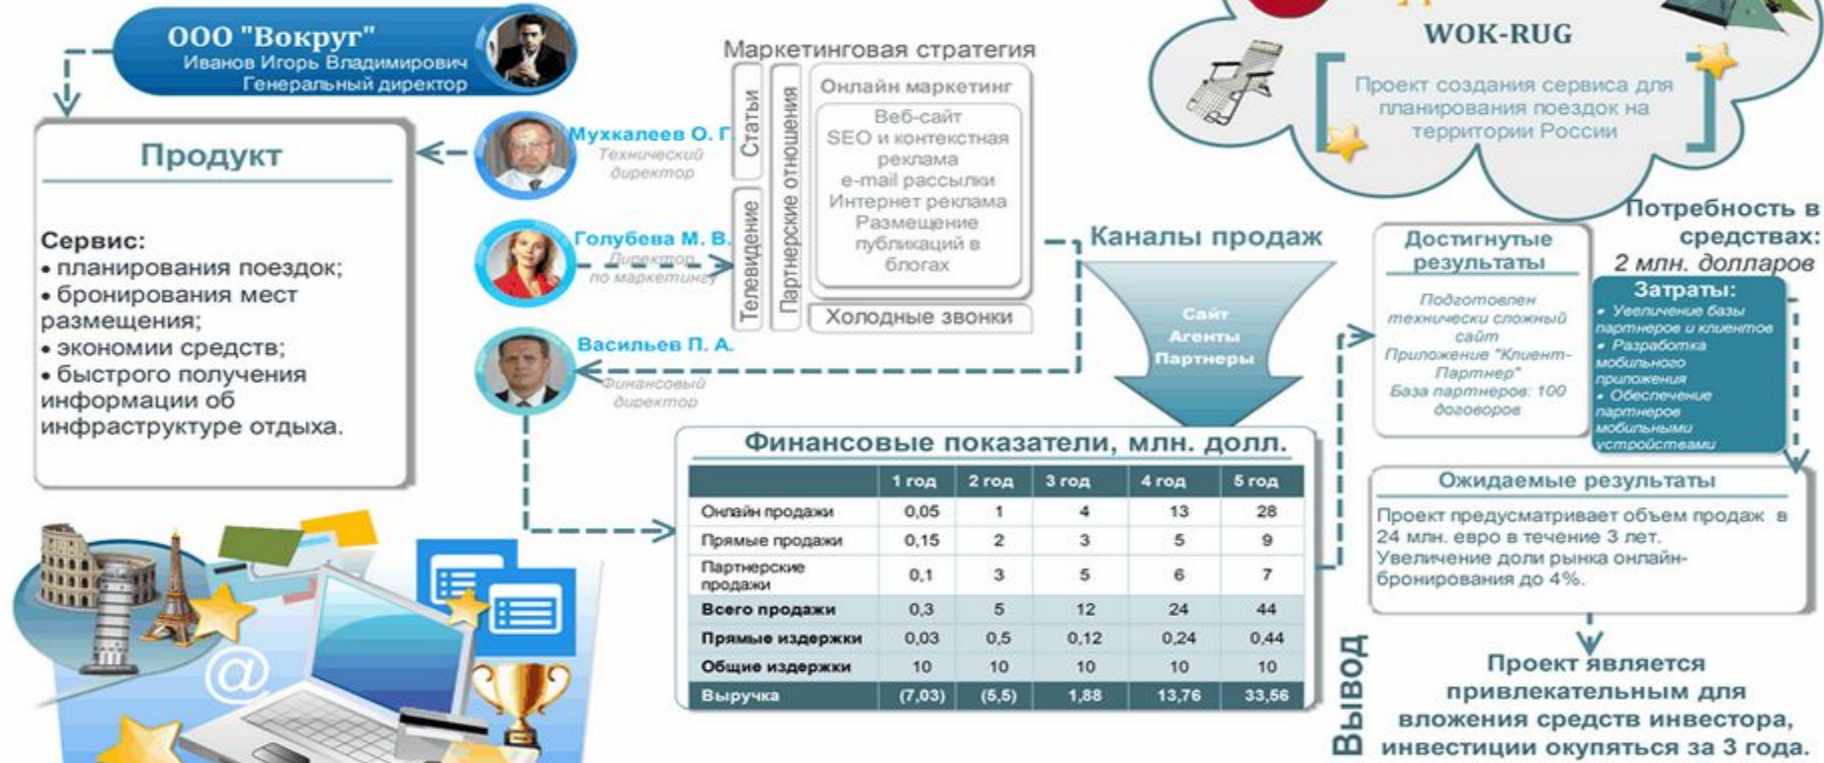 ООО "Вокруг"
Иванов Игорь Владимирович
Генеральный директор
Продукт
Сервис:
• планирования поездок;
• бронирования мест
размещения;
• экономии средств;
• быстрого получения
информации об
инфраструктуре отдыха.
Мухкалеев О. Г.
Технический
директор
Голубева М. В.
Директор
по маркетингу
Васильев П. А.
Финансовый
директор
Маркетинговая стратегия
Статьи
Телевидение
Партнерские отношения
Онлайн маркетинг
Веб-сайт
SEO и контекстная
реклама
e-mail рассылки
Интернет реклама
Размещение
публикаций в
блогах
Холодные звонки
Каналы продаж
Сайт
Агенты
Партнеры
WOK-RUG
Проект создания сервиса для
планирования поездок на
территории России
Достигнутые
результаты
Подготовлен
технически сложный
сайт
Приложение "Клиент-
Партнер"
База партнеров: 100
договоров
Потребность в
средствах:
2 млн. долларов
Затраты:
• Увеличение базы
партнеров и клиентов
• Разработка
мобильного
приложения
• Обеспечение
партнеров
мобильными
устройствами
Финансовые показатели, млн. долл.
1 год 2 год 3 год 4 год 5 год
Онлайн продажи 0,05 1 4 13 28
Прямые продажи 0,15 2 3 5 9
Партнерские
продажи 0,1 3 5 6 7
Всего продажи 0,3 5 12 24 44
Прямые издержки 0,03 0,5 0,12 0,24 0,44
Общие издержки 10 10 10 10 10
Выручка (7,03) (5,5) 1,88 13,76 33,56
Ожидаемые результаты
Проект предусматривает объем продаж в
24 млн. евро в течение 3 лет.
Увеличение доли рынка онлайн-
бронирования до 4%.
Вывод
Проект является
привлекательным для
вложения средств инвестора,
инвестиции окупяться за 3 года.
@